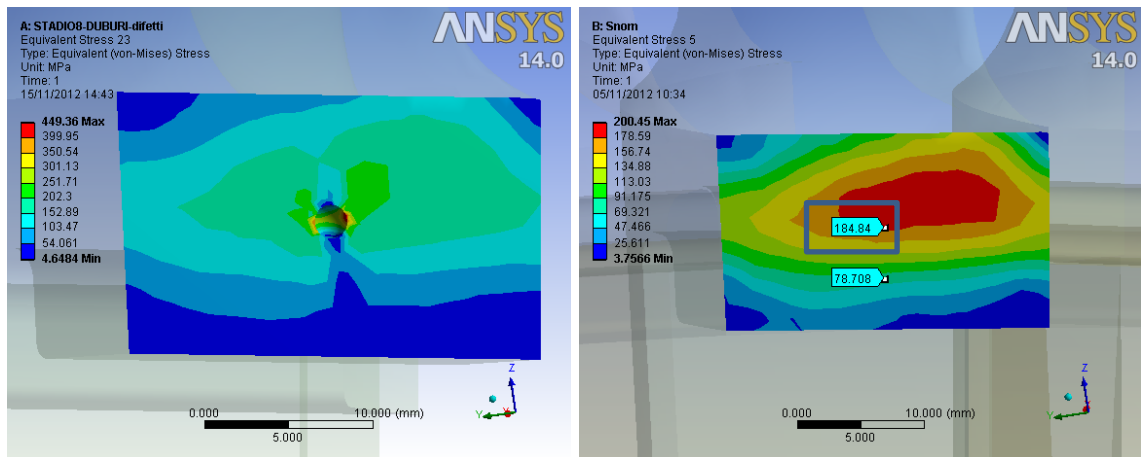 A: STADIO8-DUBURI-difetti
Equivalent Stress 23
Type: Equivalent (von-Mises) Stress
Unit: MPa
Time: 1
15/11/2012 14:43
449.36 Max
399.95
350.54
301.13
251.71
202.3
152.89
103.47
54.061
4.6484 Min
ANSYS
14.0
0.000
10.000 (mm)
5.000
Z
Y
X
B: Snom
Equivalent Stress 5
Type: Equivalent (von-Mises) Stress
Unit: MPa
Time: 1
05/11/2012 10:34
200.45 Max
178.59
156.74
134.88
113.03
91.175
69.321
47.466
25.611
3.7566 Min
ANSYS
14.0
184.84
78.708
0.000
10.000 (mm)
5.000
Z
Y
X